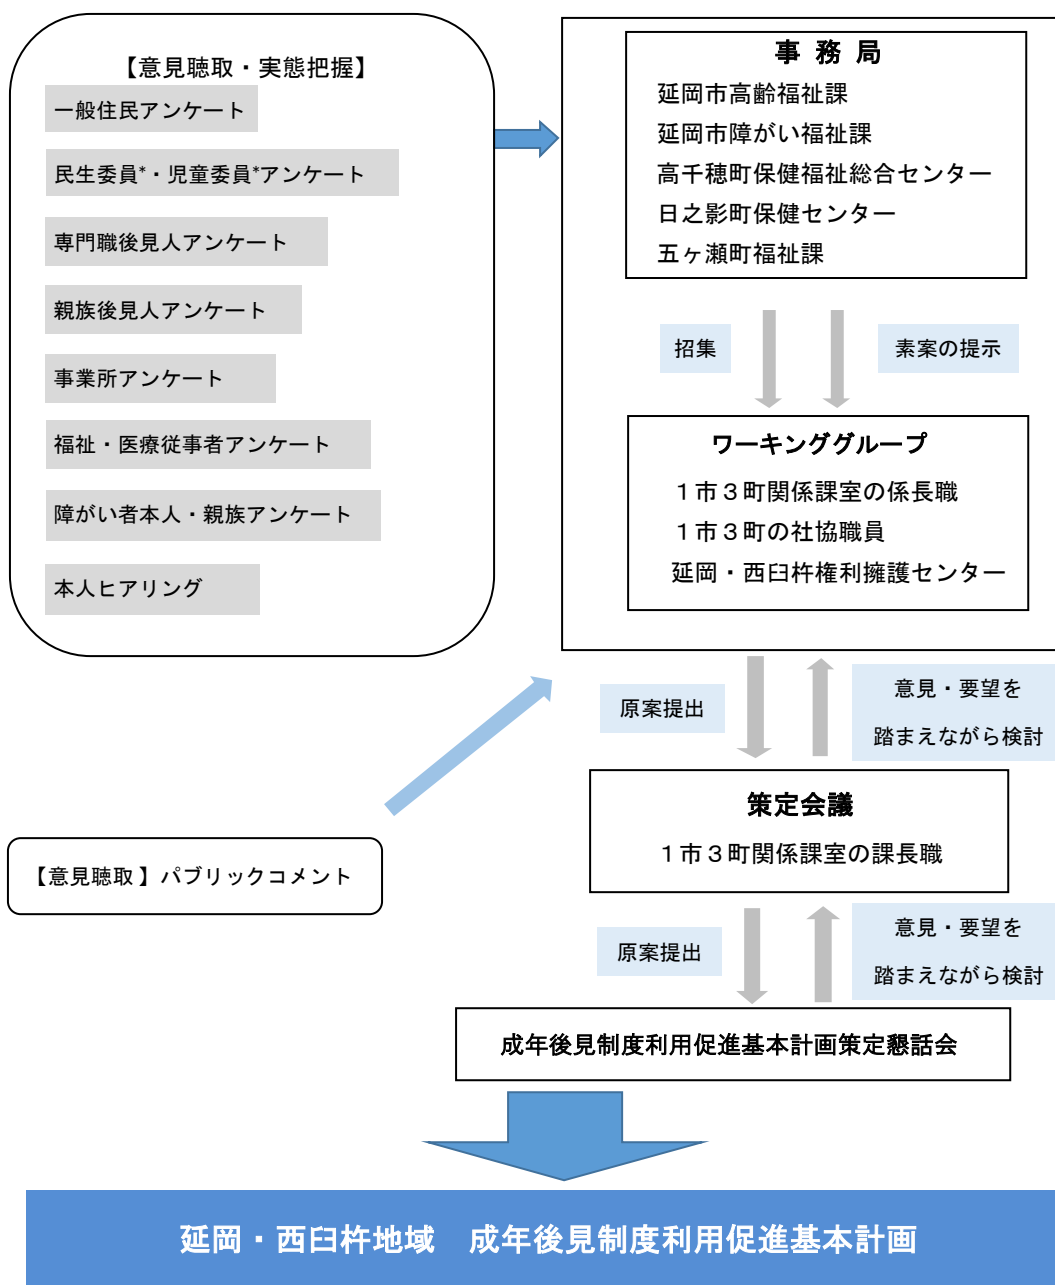 【意見聴取・実態把握】
一般住民アンケート
民生委員*・児童委員*アンケート
専門職後見人アンケート
親族後見人アンケート
事業所アンケート
福祉・医療従事者アンケート
障がい者本人・親族アンケート
本人ヒアリング
事 務 局
延岡市高齢福祉課
延岡市障がい福祉課
高千穂町保健福祉総合センター
日之影町保健センター
五ヶ瀬町福祉課
招集
素案の提示
ワーキンググループ
１市３町関係課室の係長職
１市３町の社協職員
延岡・西臼杵権利擁護センター
原案提出
意見・要望を
踏まえながら検討
策定会議
１市３町関係課室の課長職
【意見聴取】パブリックコメント
原案提出
意見・要望を
踏まえながら検討
成年後見制度利用促進基本計画策定懇話会
延岡・西臼杵地域　成年後見制度利用促進基本計画